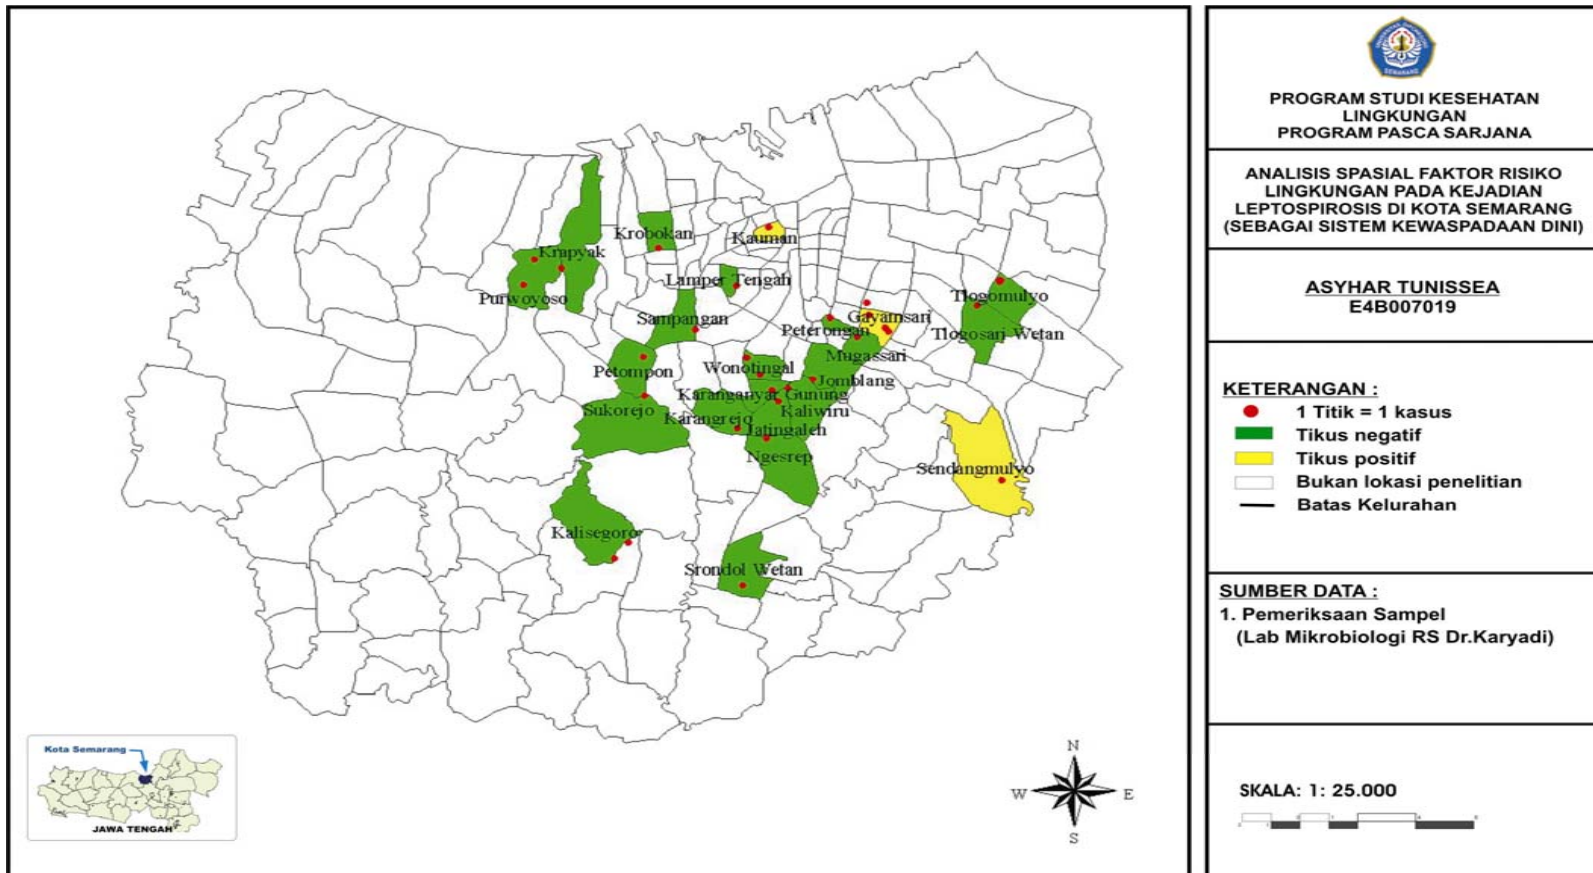 Krobokan
Kauman
Krapyak
Lamper Tengah
Purwoyoso
Tlogomulyo
Sampangan
Gayamsari
Peterongan
Tlogosari Wetan
Mugassari
Wonotingal
Petompon
Jomblang
Karanganyar Gunung
Sukorejo
Kaliwiru
Karangrejo
Jatingaleh
Ngesrep
Sendangmulyo
Kalisegoro
Srondol Wetan
Kota Semarang
JAWA TENGAH
N
W
E
S
SEMARANG
PROGRAM STUDI KESEHATAN
LINGKUNGAN
PROGRAM PASCA SARJANA
ANALISIS SPASIAL FAKTOR RISIKO
LINGKUNGAN PADA KEJADIAN
LEPTOSPIROSIS DI KOTA SEMARANG
(SEBAGAI SISTEM KEWASPADAAN DINI)
ASYHAR TUNISSEA
E4B007019
KETERANGAN :
1 Titik = 1 kasus
Tikus negatif
Tikus positif
Bukan lokasi penelitian
Batas Kelurahan
SUMBER DATA :
1. Pemeriksaan Sampel
(Lab Mikrobiologi RS Dr.Karyadi)
SKALA: 1: 25.000